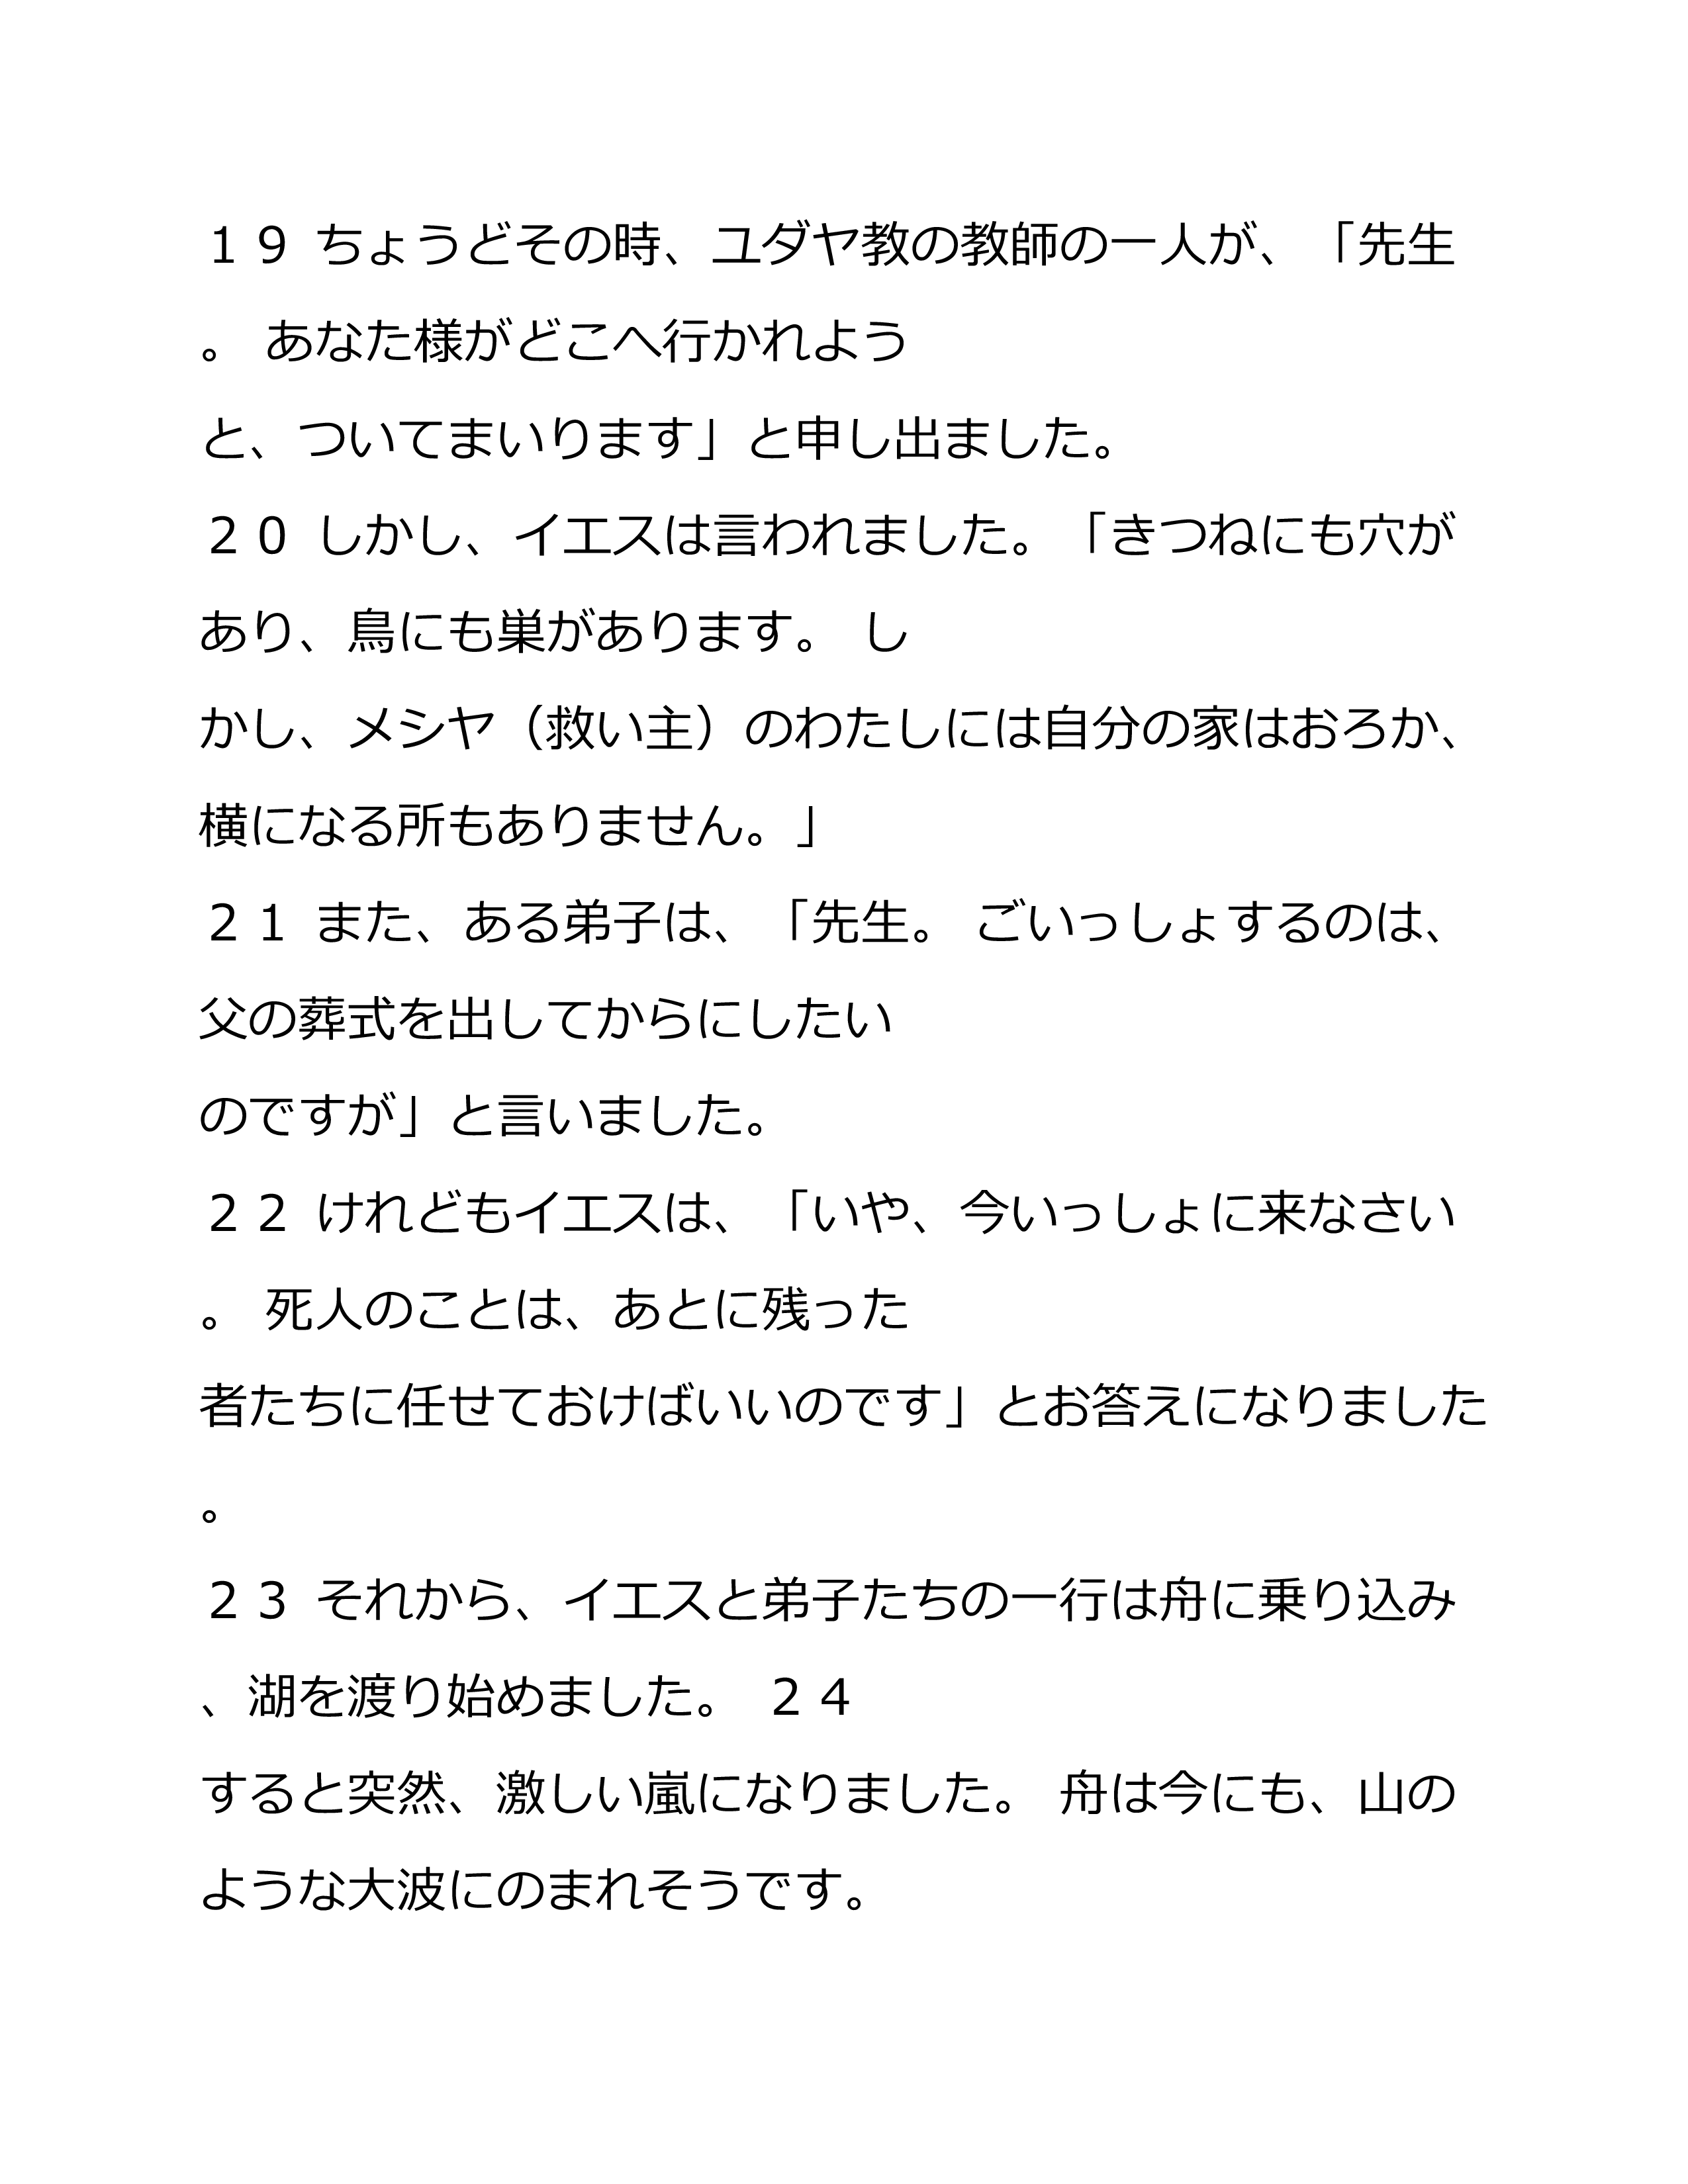 １９ ちょうどその時、ユダヤ教の教師の一人が、「先生
。 あなた様がどこへ行かれよう
と、ついてまいります」と申し出ました。
２０ しかし、イエスは言われました。「きつねにも穴が
あり、鳥にも巣があります。 し
かし、メシヤ（救い主）のわたしには自分の家はおろか、
横になる所もありません。」
２１ また、ある弟子は、「先生。 ごいっしょするのは、
父の葬式を出してからにしたい
のですが」と言いました。
２２ けれどもイエスは、「いや、今いっしょに来なさい
。 死人のことは、あとに残った
者たちに任せておけばいいのです」とお答えになりました
。
２３ それから、イエスと弟子たちの一行は舟に乗り込み
、湖を渡り始めました。 ２４
すると突然、激しい嵐になりました。 舟は今にも、山の
ような大波にのまれそうです。